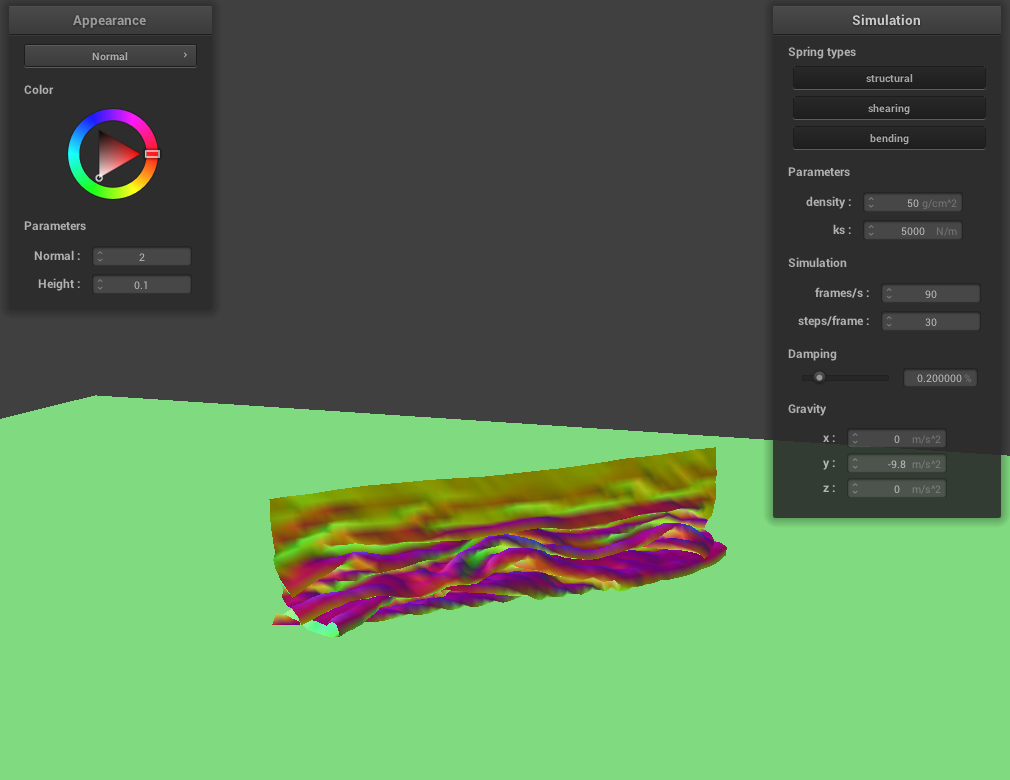 Appearance
Normal
Color
Parameters
Normal : 2
Height : 0.1
Simulation
Spring types
structural
shearing
bending
Parameters
density : 50 g/cm^2
ks : 5000 N/m
Simulation
frames/s : 90
steps/frame : 30
Damping
0.200000 %
Gravity
x : 0 m/s^2
y : -9.8 m/s^2
z : 0 m/s^2